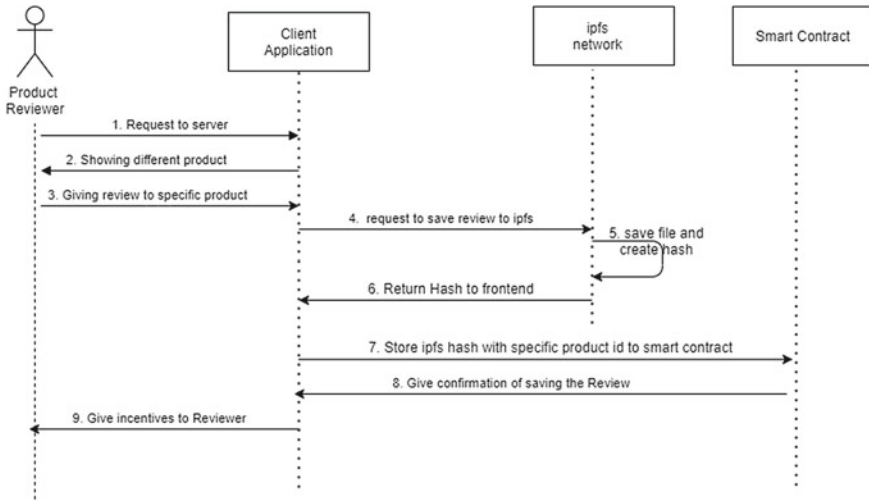 Client
Application
ipfs
network
Smart Contract
Product
Reviewer
1. Request to server
2. Showing different product
3. Giving review to specific product
4. request to save review to ipfs
5. save file and
create hash
6. Return Hash to frontend
7. Store ipfs hash with specific product id to smart contract
8. Give confirmation of saving the Review
9. Give incentives to Reviewer